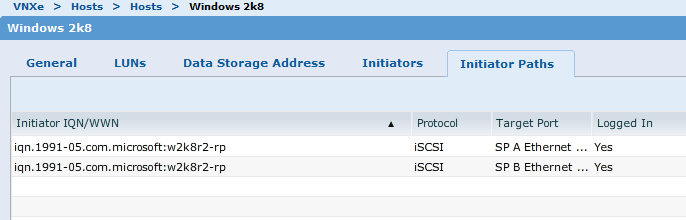 VNXe > Hosts > Hosts > Windows 2k8
Windows 2k8
General LUNs Data Storage Address Initiators Initiator Paths
Initiator IQN/WWN ▲ Protocol Target Port Logged In
iqn.1991-05.com.microsoft:w2k8r2-rp iSCSI SP A Ethernet ... Yes
iqn.1991-05.com.microsoft:w2k8r2-rp iSCSI SP B Ethernet ... Yes